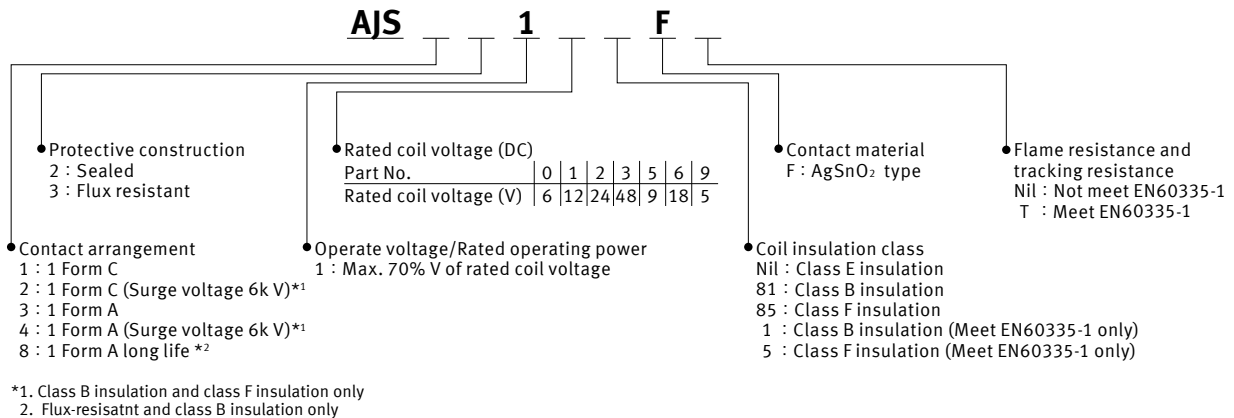 AJS 1 F
Protective construction
2 : Sealed
3 : Flux resistant
Rated coil voltage (DC)
Part No. 0 1 2 3 5 6 9
Rated coil voltage (V) 6 12 24 48 9 18 5
Contact material
F : AgSnO₂ type
Flame resistance and
tracking resistance
Nil : Not meet EN60335-1
T : Meet EN60335-1
Contact arrangement
1 : 1 Form C
2 : 1 Form C (Surge voltage 6k V)*¹
3 : 1 Form A
4 : 1 Form A (Surge voltage 6k V)*¹
8 : 1 Form A long life *²
Operate voltage/Rated operating power
1 : Max. 70% V of rated coil voltage
Coil insulation class
Nil : Class E insulation
81 : Class B insulation
85 : Class F insulation
1 : Class B insulation (Meet EN60335-1 only)
5 : Class F insulation (Meet EN60335-1 only)
*1. Class B insulation and class F insulation only
2. Flux-resisatnt and class B insulation only